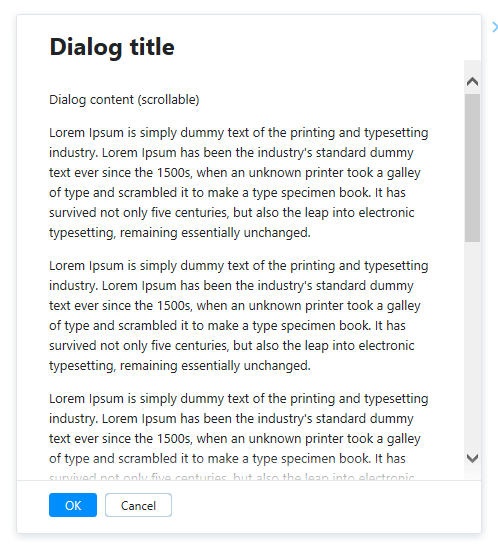 Dialog title
Dialog content (scrollable)
Lorem Ipsum is simply dummy text of the printing and typesetting
industry. Lorem Ipsum has been the industry's standard dummy
text ever since the 1500s, when an unknown printer took a galley
of type and scrambled it to make a type specimen book. It has
survived not only five centuries, but also the leap into electronic
typesetting, remaining essentially unchanged.
Lorem Ipsum is simply dummy text of the printing and typesetting
industry. Lorem Ipsum has been the industry's standard dummy
text ever since the 1500s, when an unknown printer took a galley
of type and scrambled it to make a type specimen book. It has
survived not only five centuries, but also the leap into electronic
typesetting, remaining essentially unchanged.
Lorem Ipsum is simply dummy text of the printing and typesetting
industry. Lorem Ipsum has been the industry's standard dummy
text ever since the 1500s, when an unknown printer took a galley
of type and scrambled it to make a type specimen book. It has
survived not only five centuries, but also the leap into electronic
OK
Cancel